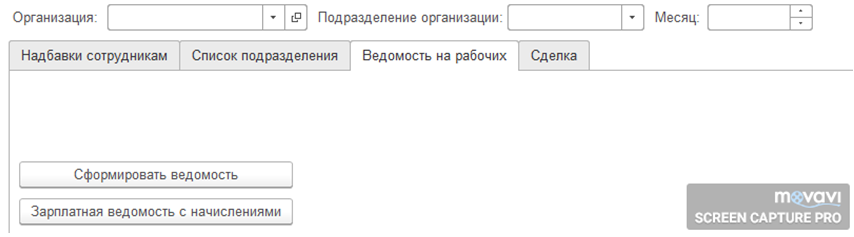 Организация: Подразделение организации: Месяц:
Надбавки сотрудникам Список подразделения Ведомость на рабочих Сделка
Сформировать ведомость
Зарплатная ведомость с начислениями
movavi
SCREEN CAPTURE PRO